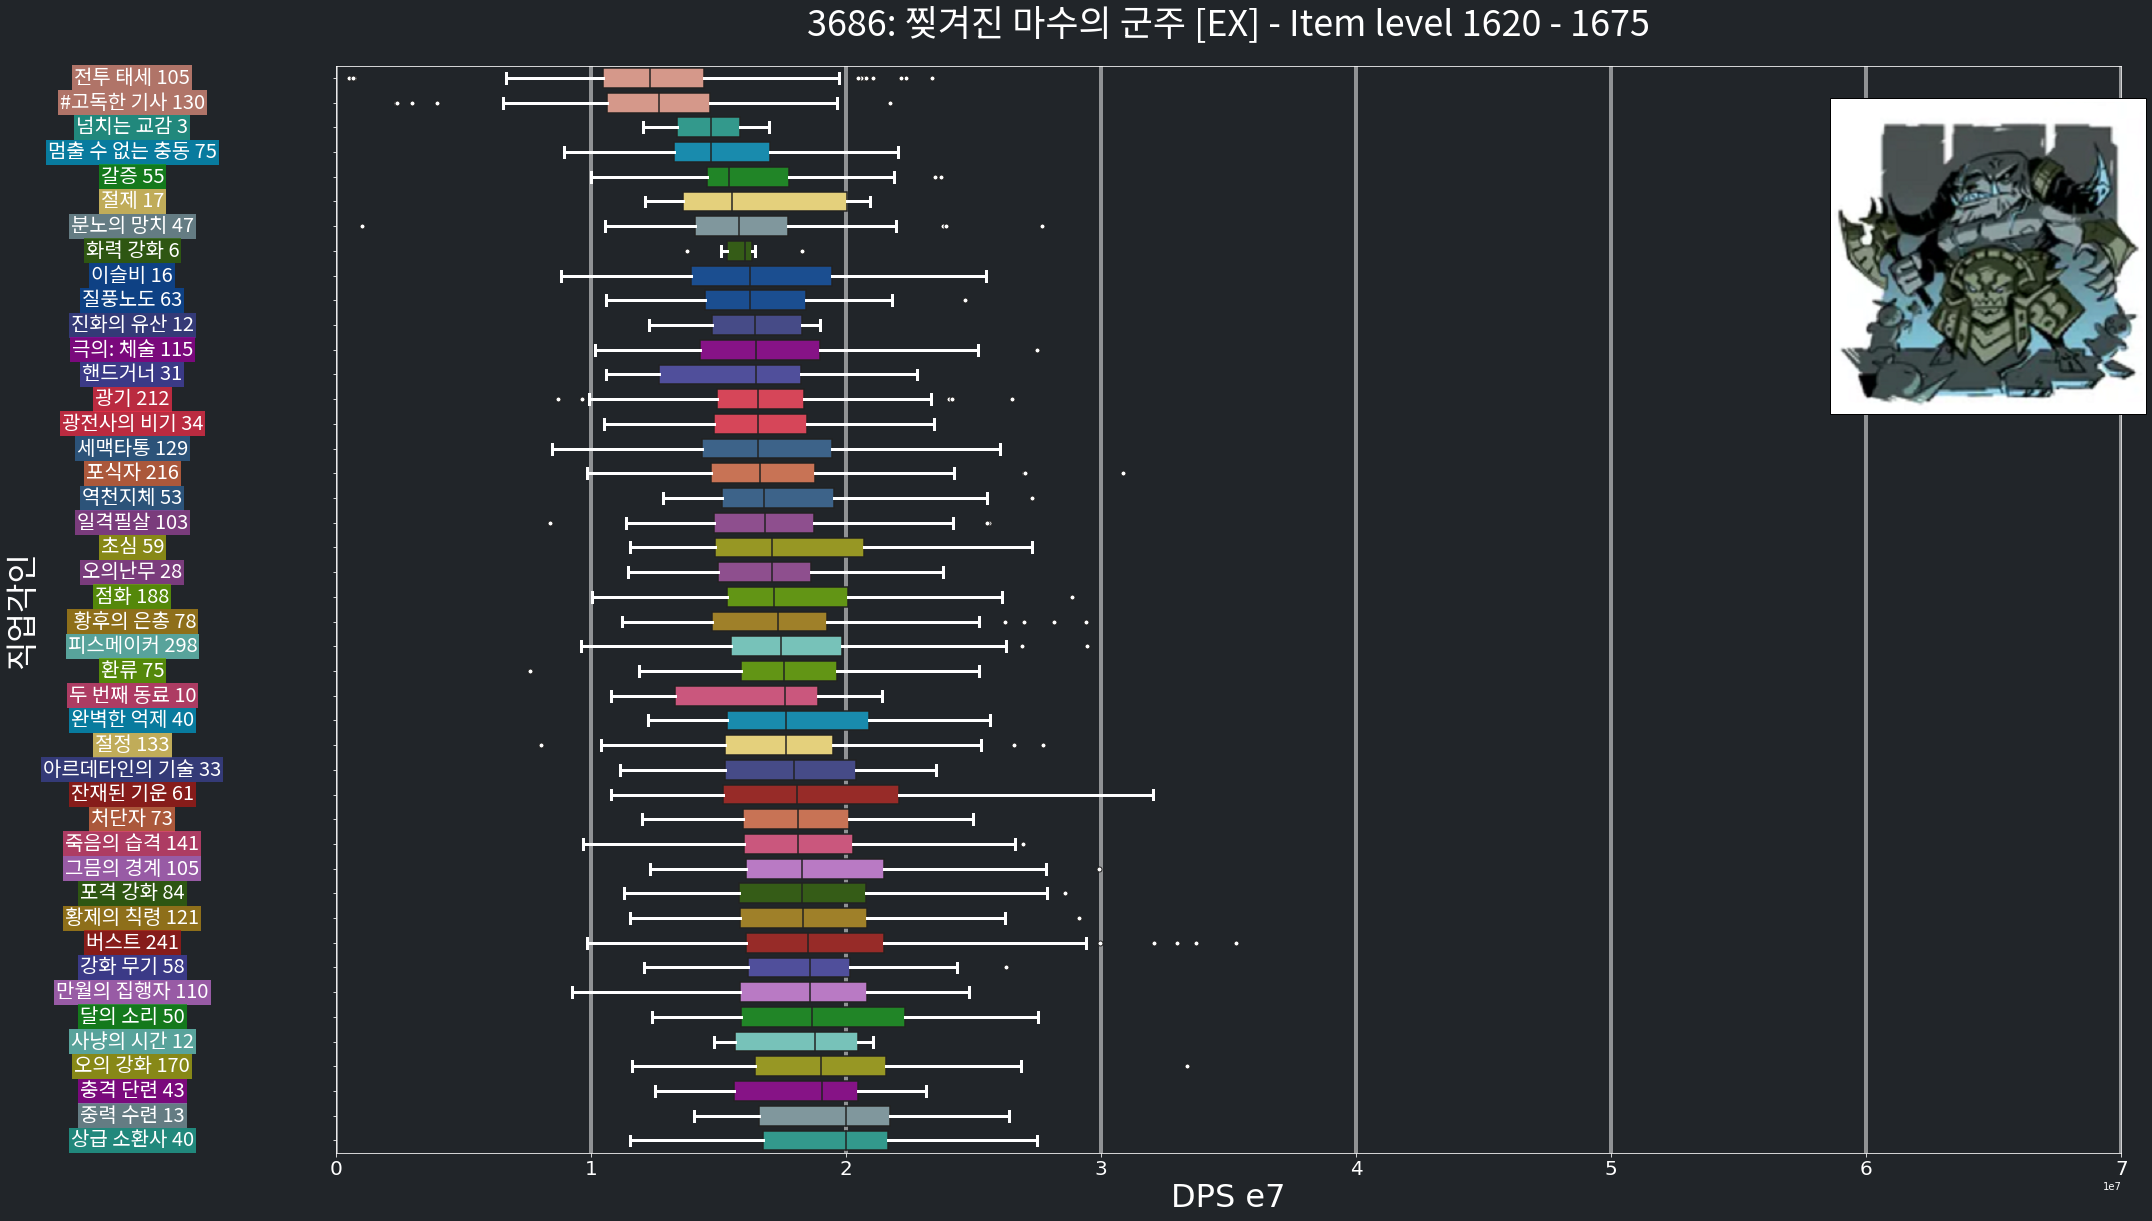 3686: 찢겨진 마수의 군주 [EX] - Item level 1620 - 1675
직업각인
전투 태세 105
#고독한 기사 130
넘치는 교감 3
멈출 수 없는 충동 75
갈증 55
절제 17
분노의 망치 47
화력 강화 6
이슬비 16
질풍노도 63
진화의 유산 12
극의: 체술 115
핸드거너 31
광기 212
광전사의 비기 34
세맥타통 129
포식자 216
역천지체 53
일격필살 103
초심 59
오의난무 28
점화 188
황후의 은총 78
피스메이커 298
환류 75
두 번째 동료 10
완벽한 억제 40
절정 133
아르데타인의 기술 33
잔재된 기운 61
처단자 73
죽음의 습격 141
그믐의 경계 105
포격 강화 84
황제의 칙령 121
버스트 241
강화 무기 58
만월의 집행자 110
달의 소리 50
사냥의 시간 12
오의 강화 170
충격 단련 43
중력 수련 13
상급 소환사 40
0 1 2 3 4 5 6 7
1e7
DPS e7